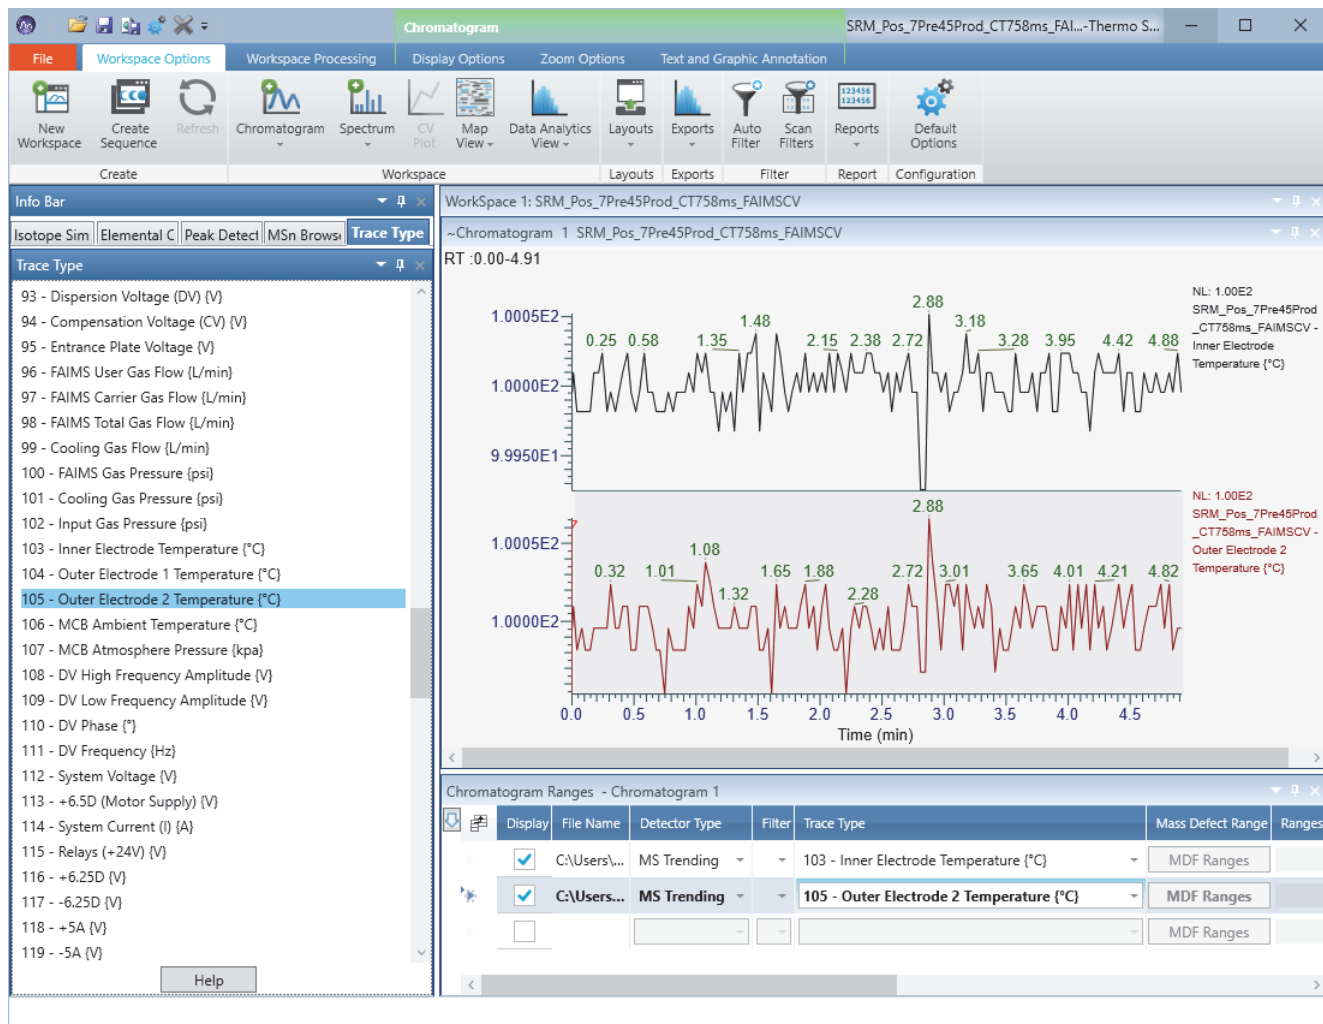 Chromatogram
SRM_Pos_7Pre45Prod_CT758ms_FAI...-Thermo S...
File
Workspace Options
Workspace Processing
Display Options
Zoom Options
Text and Graphic Annotation
New Workspace
Create Sequence
Refresh
Chromatogram
Spectrum
CV Plot
Map View
Data Analytics View
Layouts
Exports
Auto Filter
Scan Filters
123456
123456
Reports
Default Options
Create
Workspace
Layouts
Exports
Filter
Report
Configuration
Info Bar
Isotope Sim
Elemental C
Peak Detect
MSn Brows
Trace Type
Trace Type
93 - Dispersion Voltage (DV) {V}
94 - Compensation Voltage (CV) {V}
95 - Entrance Plate Voltage {V}
96 - FAIMS User Gas Flow {L/min}
97 - FAIMS Carrier Gas Flow {L/min}
98 - FAIMS Total Gas Flow {L/min}
99 - Cooling Gas Flow {L/min}
100 - FAIMS Gas Pressure {psi}
101 - Cooling Gas Pressure {psi}
102 - Input Gas Pressure {psi}
103 - Inner Electrode Temperature {°C}
104 - Outer Electrode 1 Temperature {°C}
105 - Outer Electrode 2 Temperature {°C}
106 - MCB Ambient Temperature {°C}
107 - MCB Atmosphere Pressure {kpa}
108 - DV High Frequency Amplitude {V}
109 - DV Low Frequency Amplitude {V}
110 - DV Phase {°}
111 - DV Frequency {Hz}
112 - System Voltage {V}
113 - +6.5D (Motor Supply) {V}
114 - System Current (I) {A}
115 - Relays (+24V) {V}
116 - +6.25D {V}
117 - -6.25D {V}
118 - +5A {V}
119 - -5A {V}
Help
WorkSpace 1: SRM_Pos_7Pre45Prod_CT758ms_FAIMSCV
~Chromatogram 1 SRM_Pos_7Pre45Prod_CT758ms_FAIMSCV
RT :0.00-4.91
1.0005E2
1.0000E2
9.9950E1
0.25 0.58 1.35 1.48 2.15 2.38 2.72 2.88 3.18 3.28 3.95 4.42 4.88
NL: 1.00E2
SRM_Pos_7Pre45Prod
_CT758ms_FAIMSCV -
Inner Electrode
Temperature {°C}
1.0005E2
1.0000E2
0.32 1.01 1.08 1.32 1.65 1.88 2.28 2.72 2.88 3.01 3.65 4.01 4.21 4.82
NL: 1.00E2
SRM_Pos_7Pre45Prod
_CT758ms_FAIMSCV -
Outer Electrode 2
Temperature {°C}
0.0 0.5 1.0 1.5 2.0 2.5 3.0 3.5 4.0 4.5
Time (min)
Chromatogram Ranges - Chromatogram 1
Display File Name Detector Type Filter Trace Type Mass Defect Range Ranges
C:\Users\... MS Trending 103 - Inner Electrode Temperature {°C} MDF Ranges
C:\Users... MS Trending 105 - Outer Electrode 2 Temperature {°C} MDF Ranges
MDF Ranges